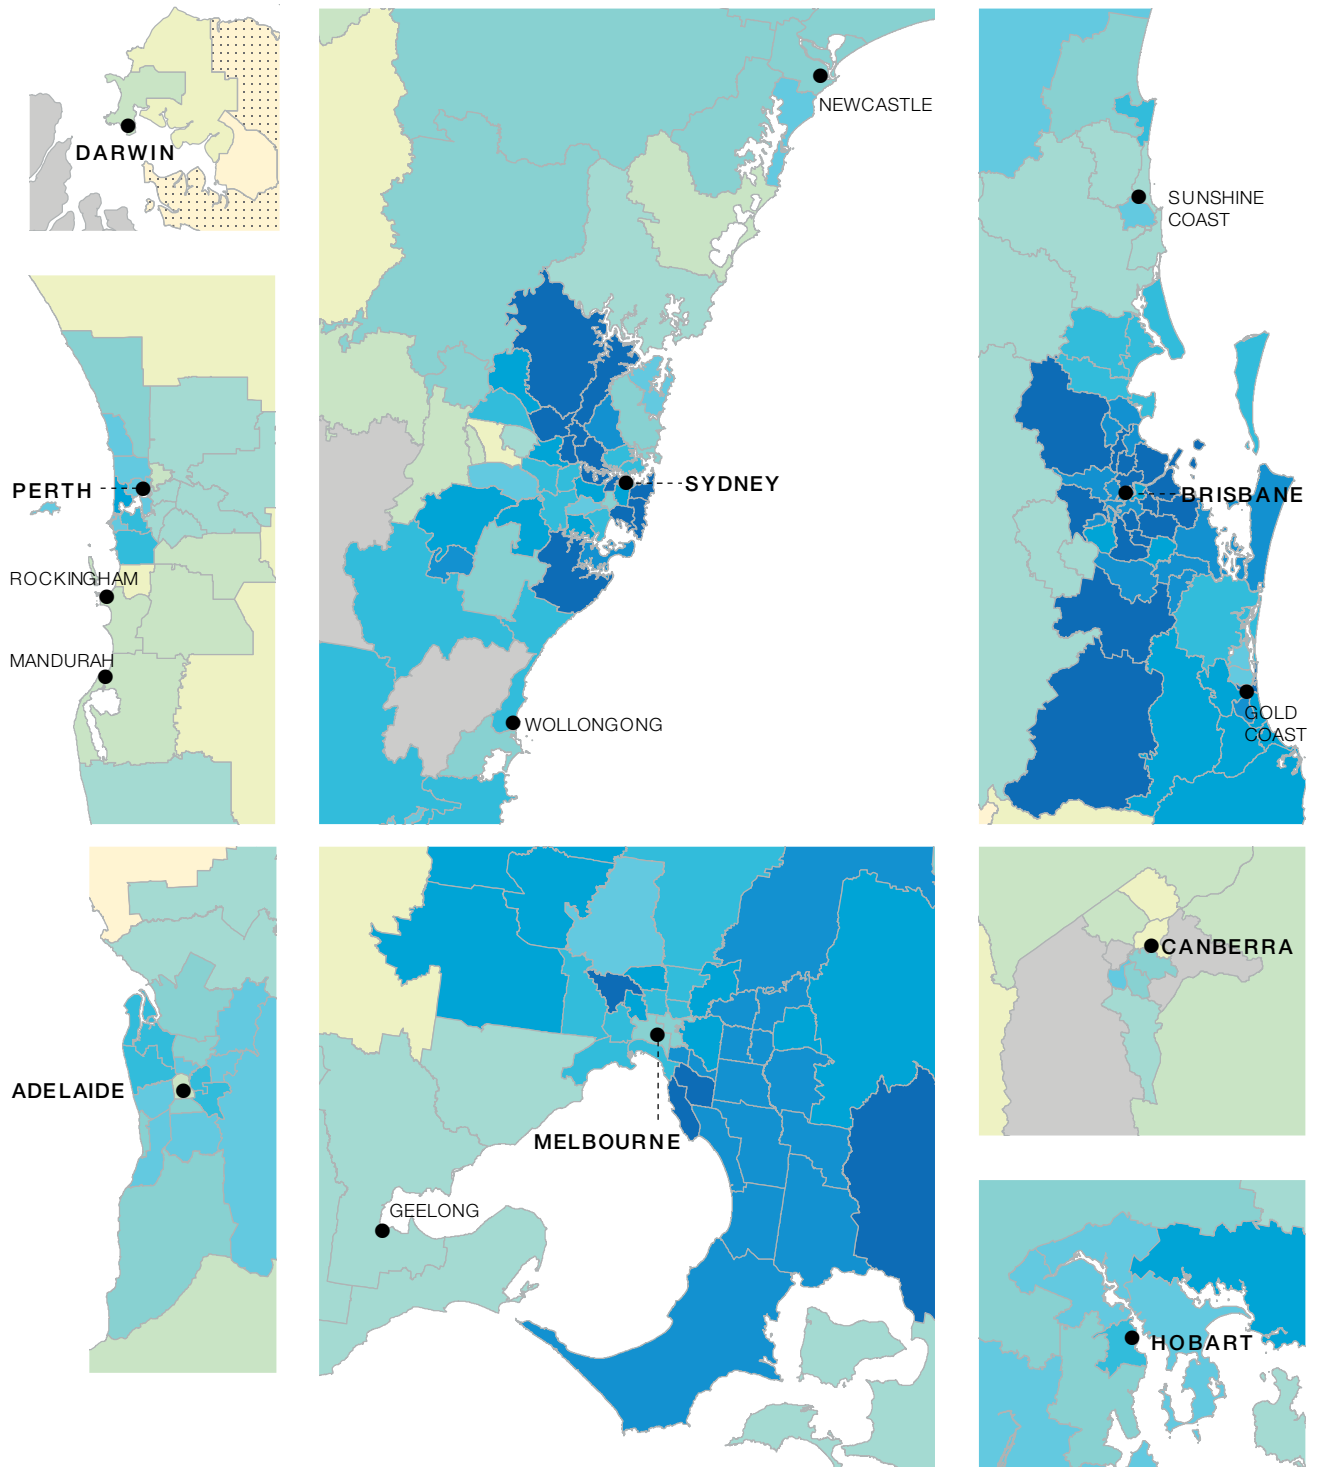 DARWIN
NEWCASTLE
SUNSHINE
COAST
PERTH
SYDNEY
BRISBANE
ROCKINGHAM
MANDURAH
WOLLONGONG
GOLD
COAST
CANBERRA
ADELAIDE
MELBOURNE
GEELONG
HOBART